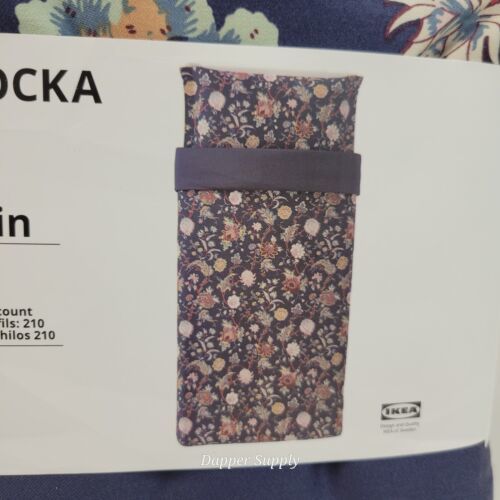 OCKA
in
count
fils: 210
hilos 210
IKEA
Design and Quality
IKEA of Sweden
Dapper Supply